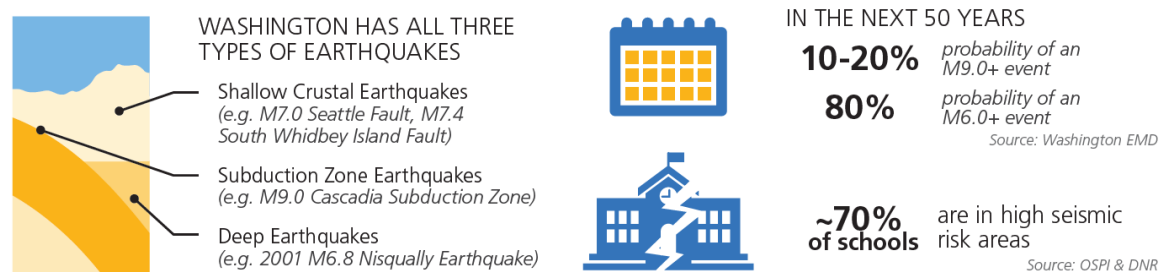 WASHINGTON HAS ALL THREE
TYPES OF EARTHQUAKES
Shallow Crustal Earthquakes
(e.g. M7.0 Seattle Fault, M7.4
South Whidbey Island Fault)
Subduction Zone Earthquakes
(e.g. M9.0 Cascadia Subduction Zone)
Deep Earthquakes
(e.g. 2001 M6.8 Nisqually Earthquake)
IN THE NEXT 50 YEARS
10-20% probability of an
M9.0+ event
80% probability of an
M6.0+ event
Source: Washington EMD
~70% are in high seismic
of schools risk areas
Source: OSPI & DNR